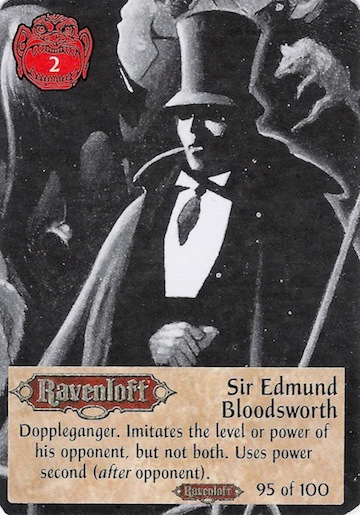 2
Ravenloft
Sir Edmund
Bloodsworth
Doppleganger. Imitates the level or power of
his opponent, but not both. Uses power
second (after opponent).
Ravenloft 95 of 100